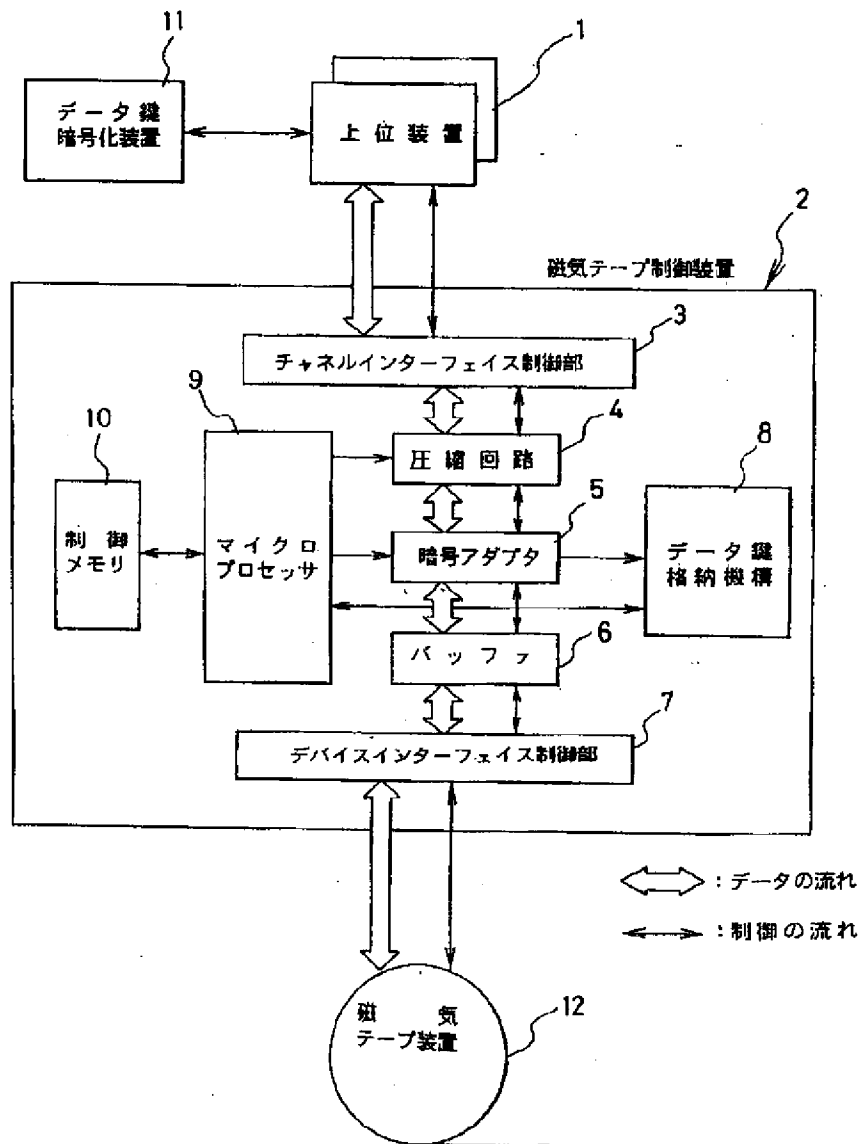 11
1
データ鍵
暗号化装置
上位装置
2
磁気テープ制御装置
3
チャネルインターフェイス制御部
9
4
10
圧縮回路
8
5
制御
メモリ
マイクロ
プロセッサ
暗号アダプタ
データ鍵
格納機構
バッファ
6
7
デバイスインターフェイス制御部
:データの流れ
:制御の流れ
磁気
テープ装置
12